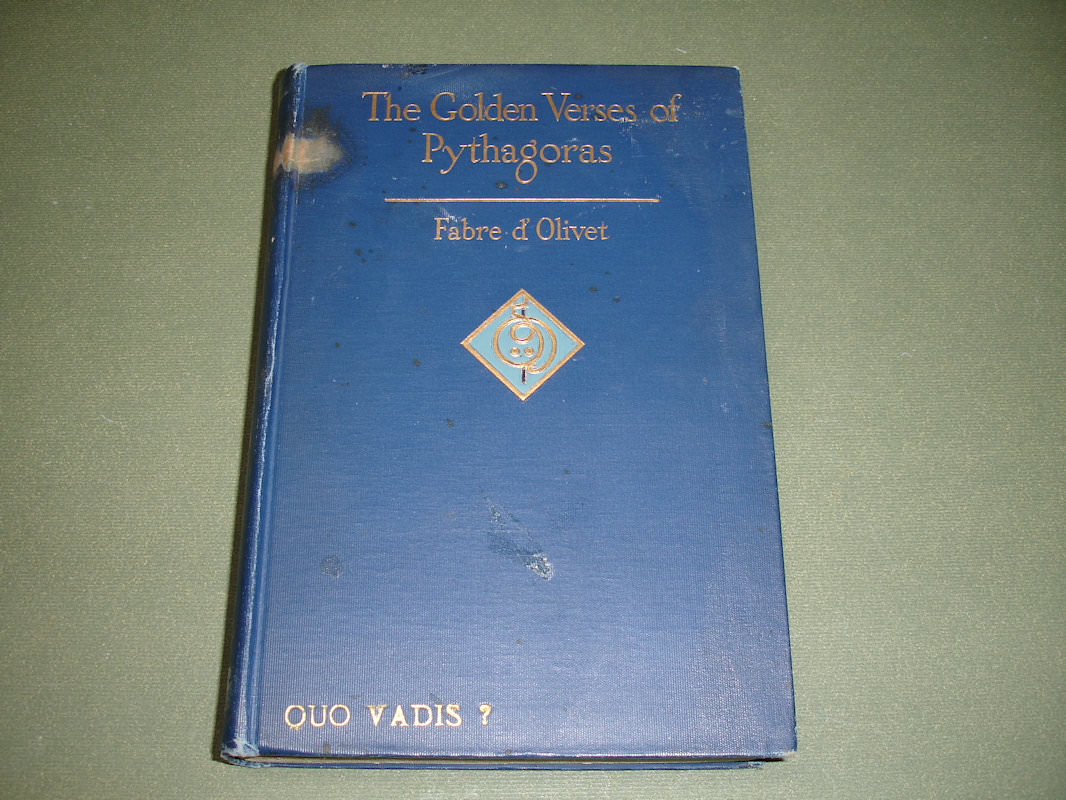 The Golden Verses of
Pythagoras
Fabre d'Olivet
QUO VADIS ?